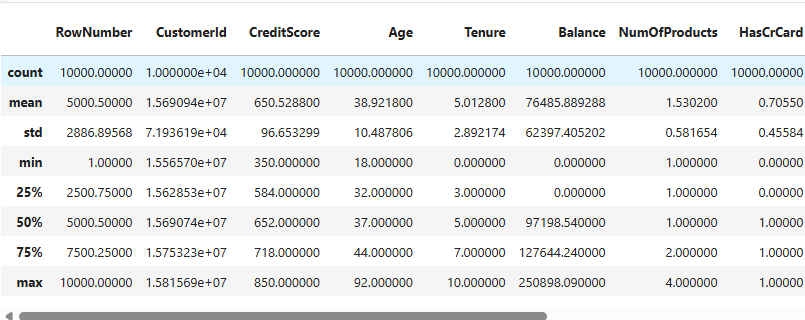 RowNumber CustomerId CreditScore Age Tenure Balance NumOfProducts HasCrCard
count 10000.00000 1.000000e+04 10000.000000 10000.000000 10000.000000 10000.000000 10000.000000 10000.00000
mean 5000.50000 1.569094e+07 650.528800 38.921800 5.012800 76485.889288 1.530200 0.70550
std 2886.89568 7.193619e+04 96.653299 10.487806 2.892174 62397.405202 0.581654 0.45584
min 1.00000 1.556570e+07 350.000000 18.000000 0.000000 0.000000 1.000000 0.00000
25% 2500.75000 1.562853e+07 584.000000 32.000000 3.000000 0.000000 1.000000 0.00000
50% 5000.50000 1.569074e+07 652.000000 37.000000 5.000000 97198.540000 1.000000 1.00000
75% 7500.25000 1.575323e+07 718.000000 44.000000 7.000000 127644.240000 2.000000 1.00000
max 10000.00000 1.581569e+07 850.000000 92.000000 10.000000 250898.090000 4.000000 1.00000